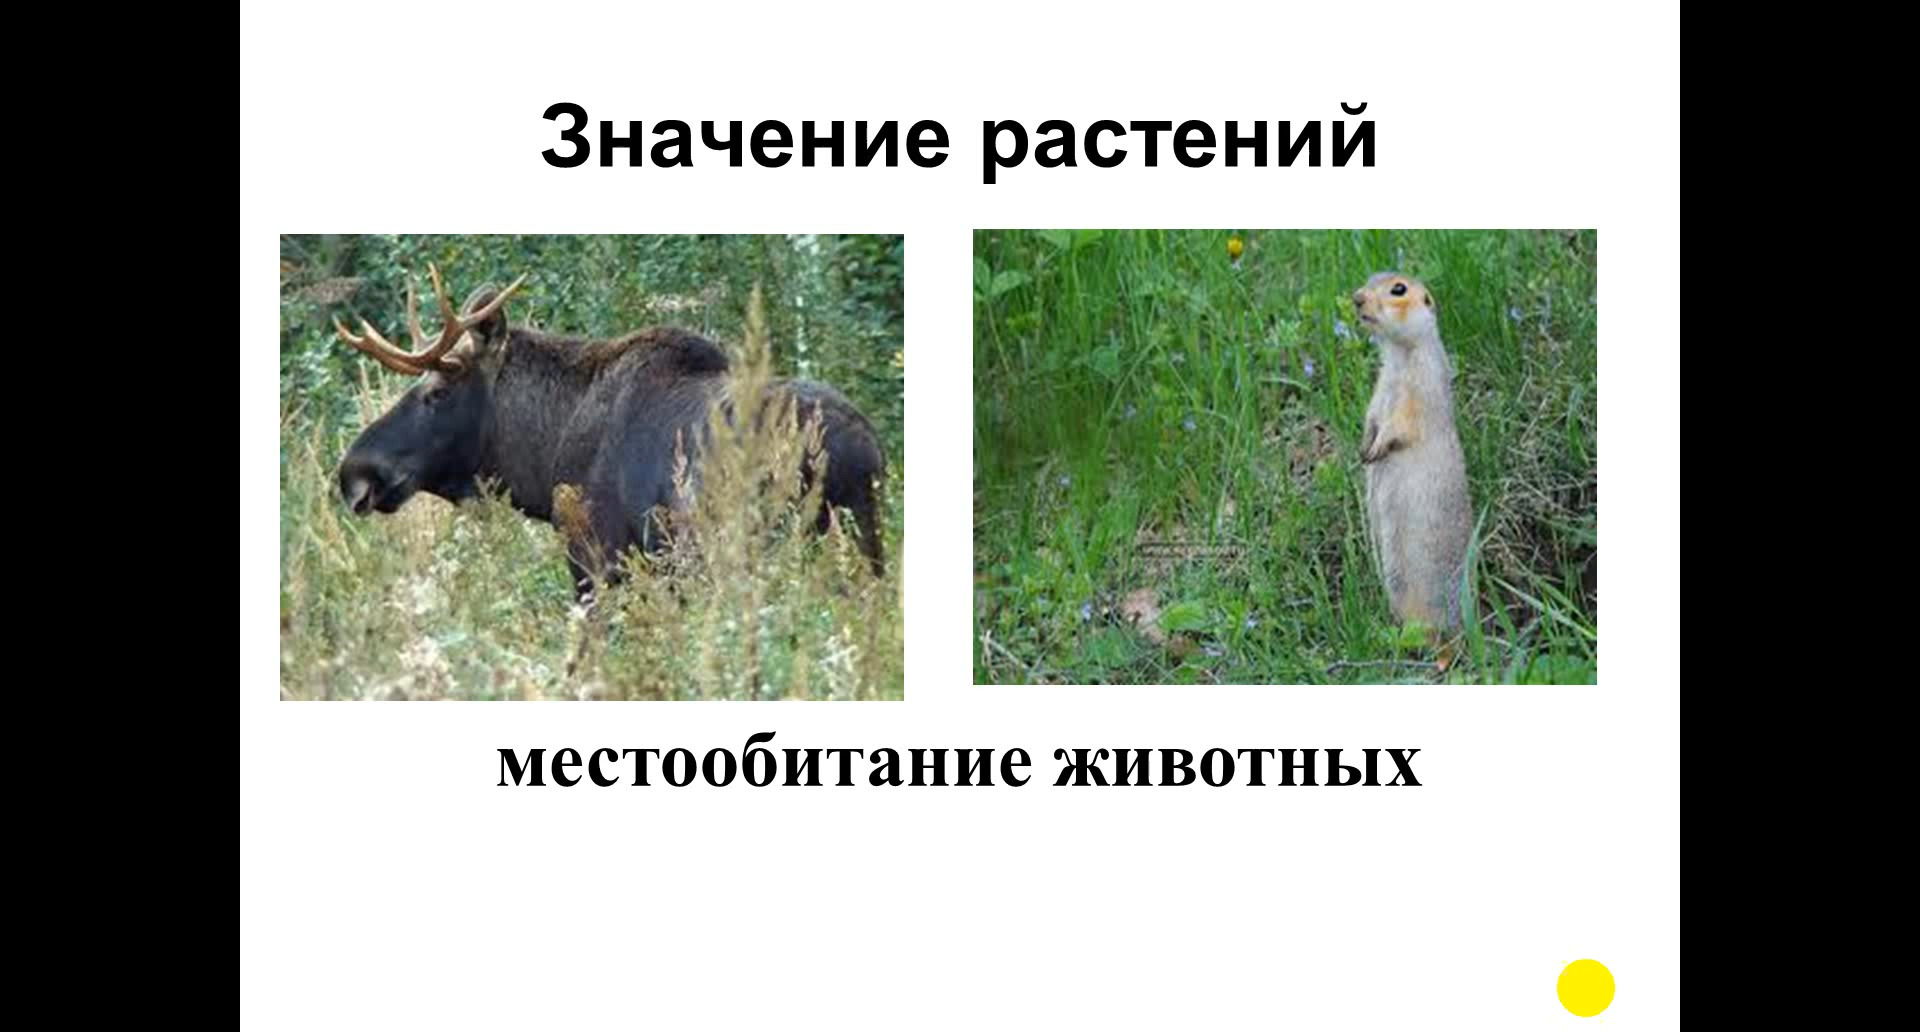 Значение растений
местообитание животных